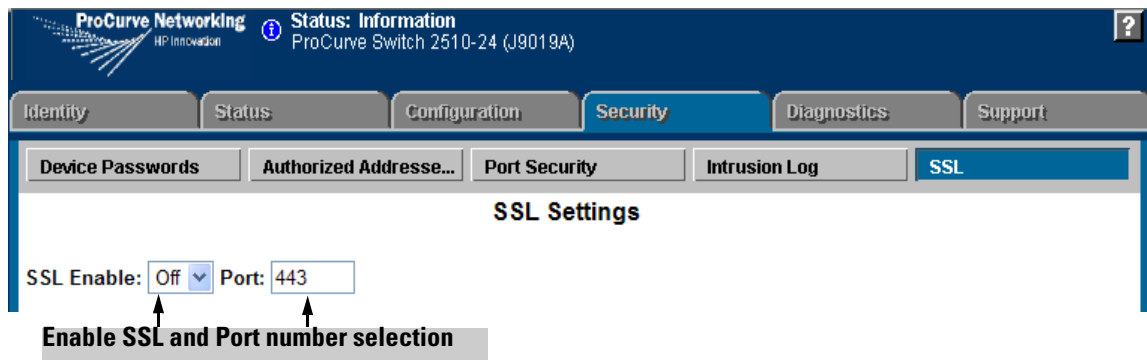 ProCurve Networking
HP Innovation
Status: Information
ProCurve Switch 2510-24 (J9019A)
?
Identity
Status
Configuration
Security
Diagnostics
Support
Device Passwords
Authorized Addresse...
Port Security
Intrusion Log
SSL
SSL Settings
SSL Enable: Off Port: 443
Enable SSL and Port number selection